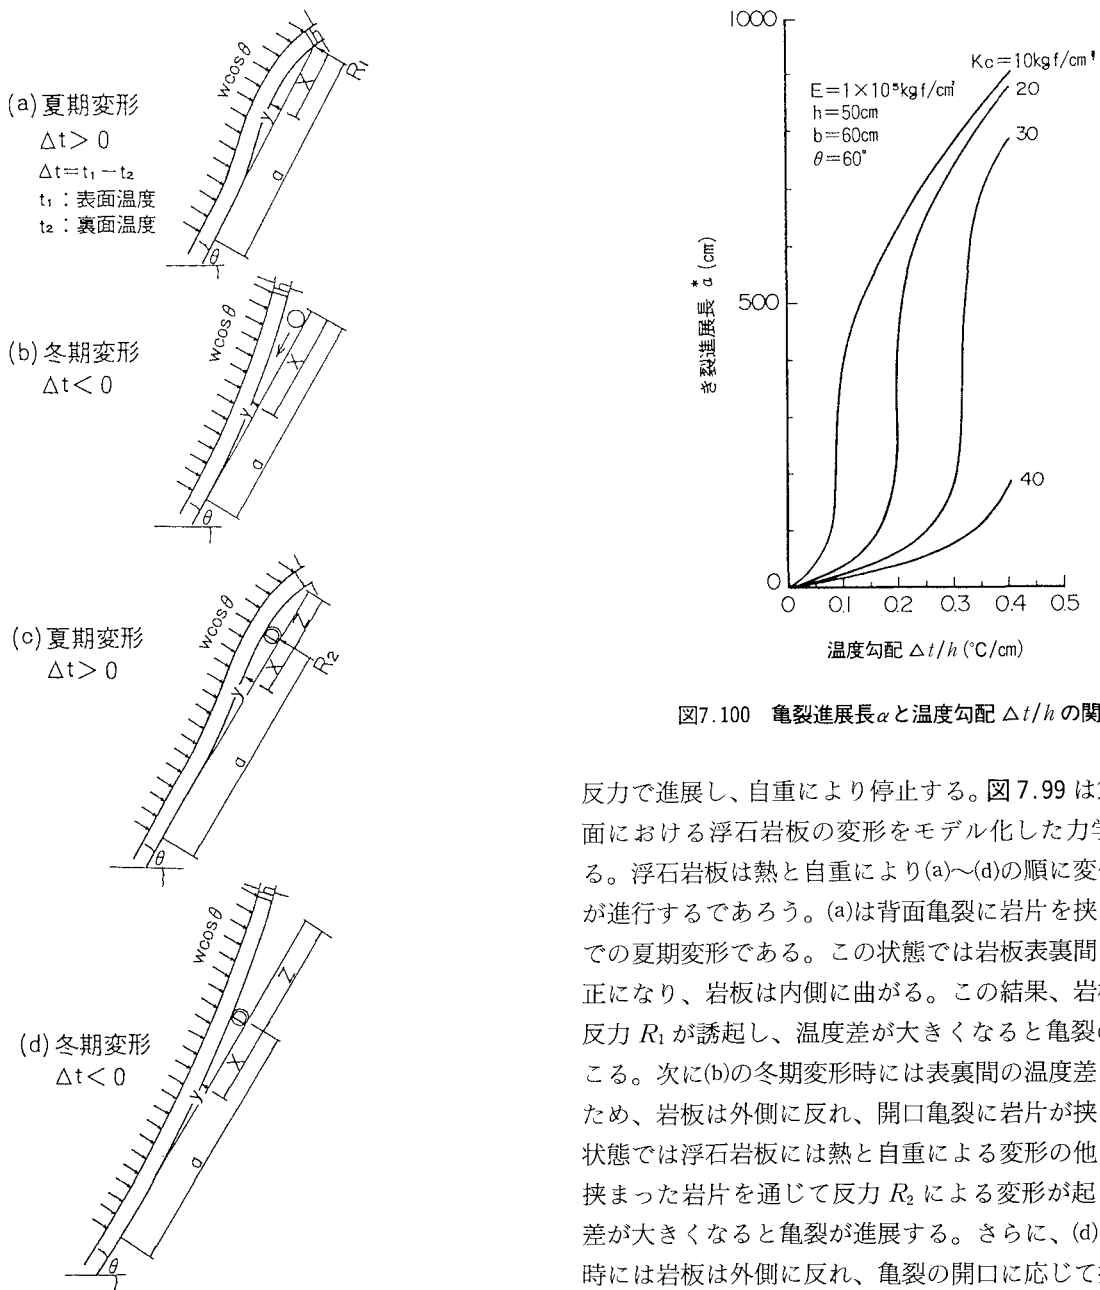 (a)夏期変形
Δt>0
Δt=t₁−t₂
t₁：表面温度
t₂：裏面温度
wcosθ
h
R₁
X
y
a
θ
(b)冬期変形
Δt<0
wcosθ
h
X
y
a
θ
(c)夏期変形
Δt>0
wcosθ
Z
R₂
X
y
a
θ
(d)冬期変形
Δt<0
wcosθ
h
Z
X
y
a
θ
1000
500
0
き裂進展長 a* (cm)
E=1×10⁵kgf/cm²
h=50cm
b=60cm
θ=60°
Kc=10kgf/cm
20
30
40
0 0.1 0.2 0.3 0.4 0.5
温度勾配 △t/h (℃/cm)
図7.100 亀裂進展長αと温度勾配 △t/h の関
反力で進展し、自重により停止する。図 7.99 は
面における浮石岩板の変形をモデル化した力学
る。浮石岩板は熱と自重により(a)～(d)の順に変
が進行するであろう。(a)は背面亀裂に岩片を挟
での夏期変形である。この状態では岩板表裏間
正になり、岩板は内側に曲がる。この結果、岩
反力 R₁ が誘起し、温度差が大きくなると亀裂
こる。次に(b)の冬期変形時には表裏間の温度差
ため、岩板は外側に反れ、開口亀裂に岩片が挟
状態では浮石岩板には熱と自重による変形の他
挟まった岩片を通じて反力 R₂ による変形が起
差が大きくなると亀裂が進展する。さらに、(d)
時には岩板は外側に反れ、亀裂の開口に応じて